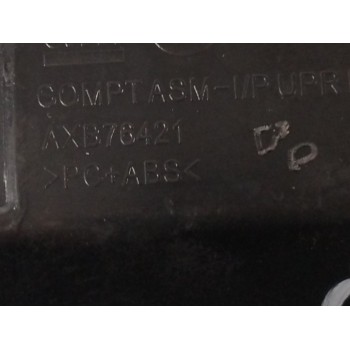 COMPT ASM-I/P UPR
AXB76421
>PC+ABS<